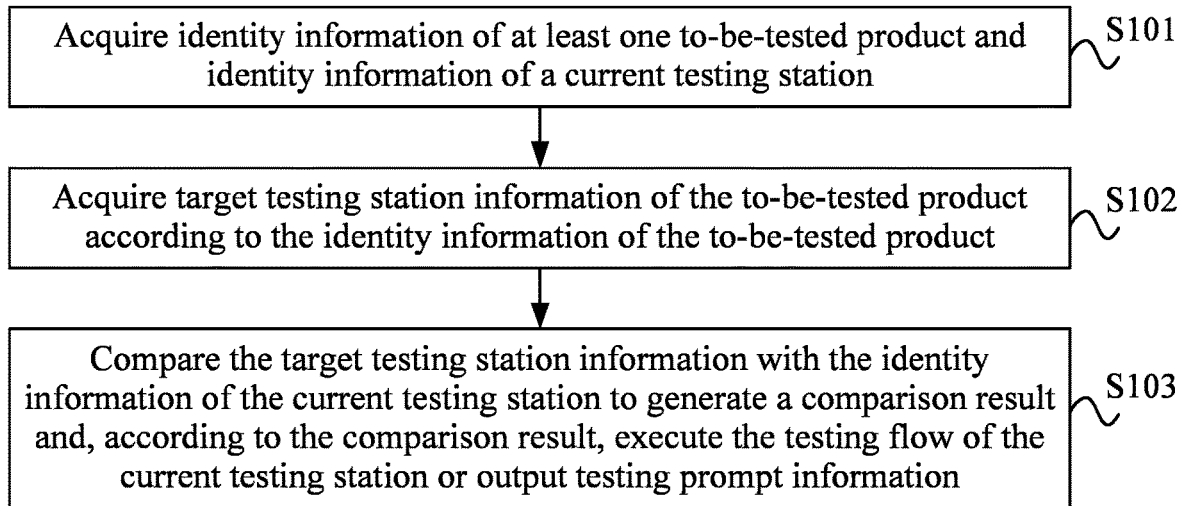 Acquire identity information of at least one to-be-tested product and
identity information of a current testing station
S101
Acquire target testing station information of the to-be-tested product
according to the identity information of the to-be-tested product
S102
Compare the target testing station information with the identity
information of the current testing station to generate a comparison result
and, according to the comparison result, execute the testing flow of the
current testing station or output testing prompt information
S103